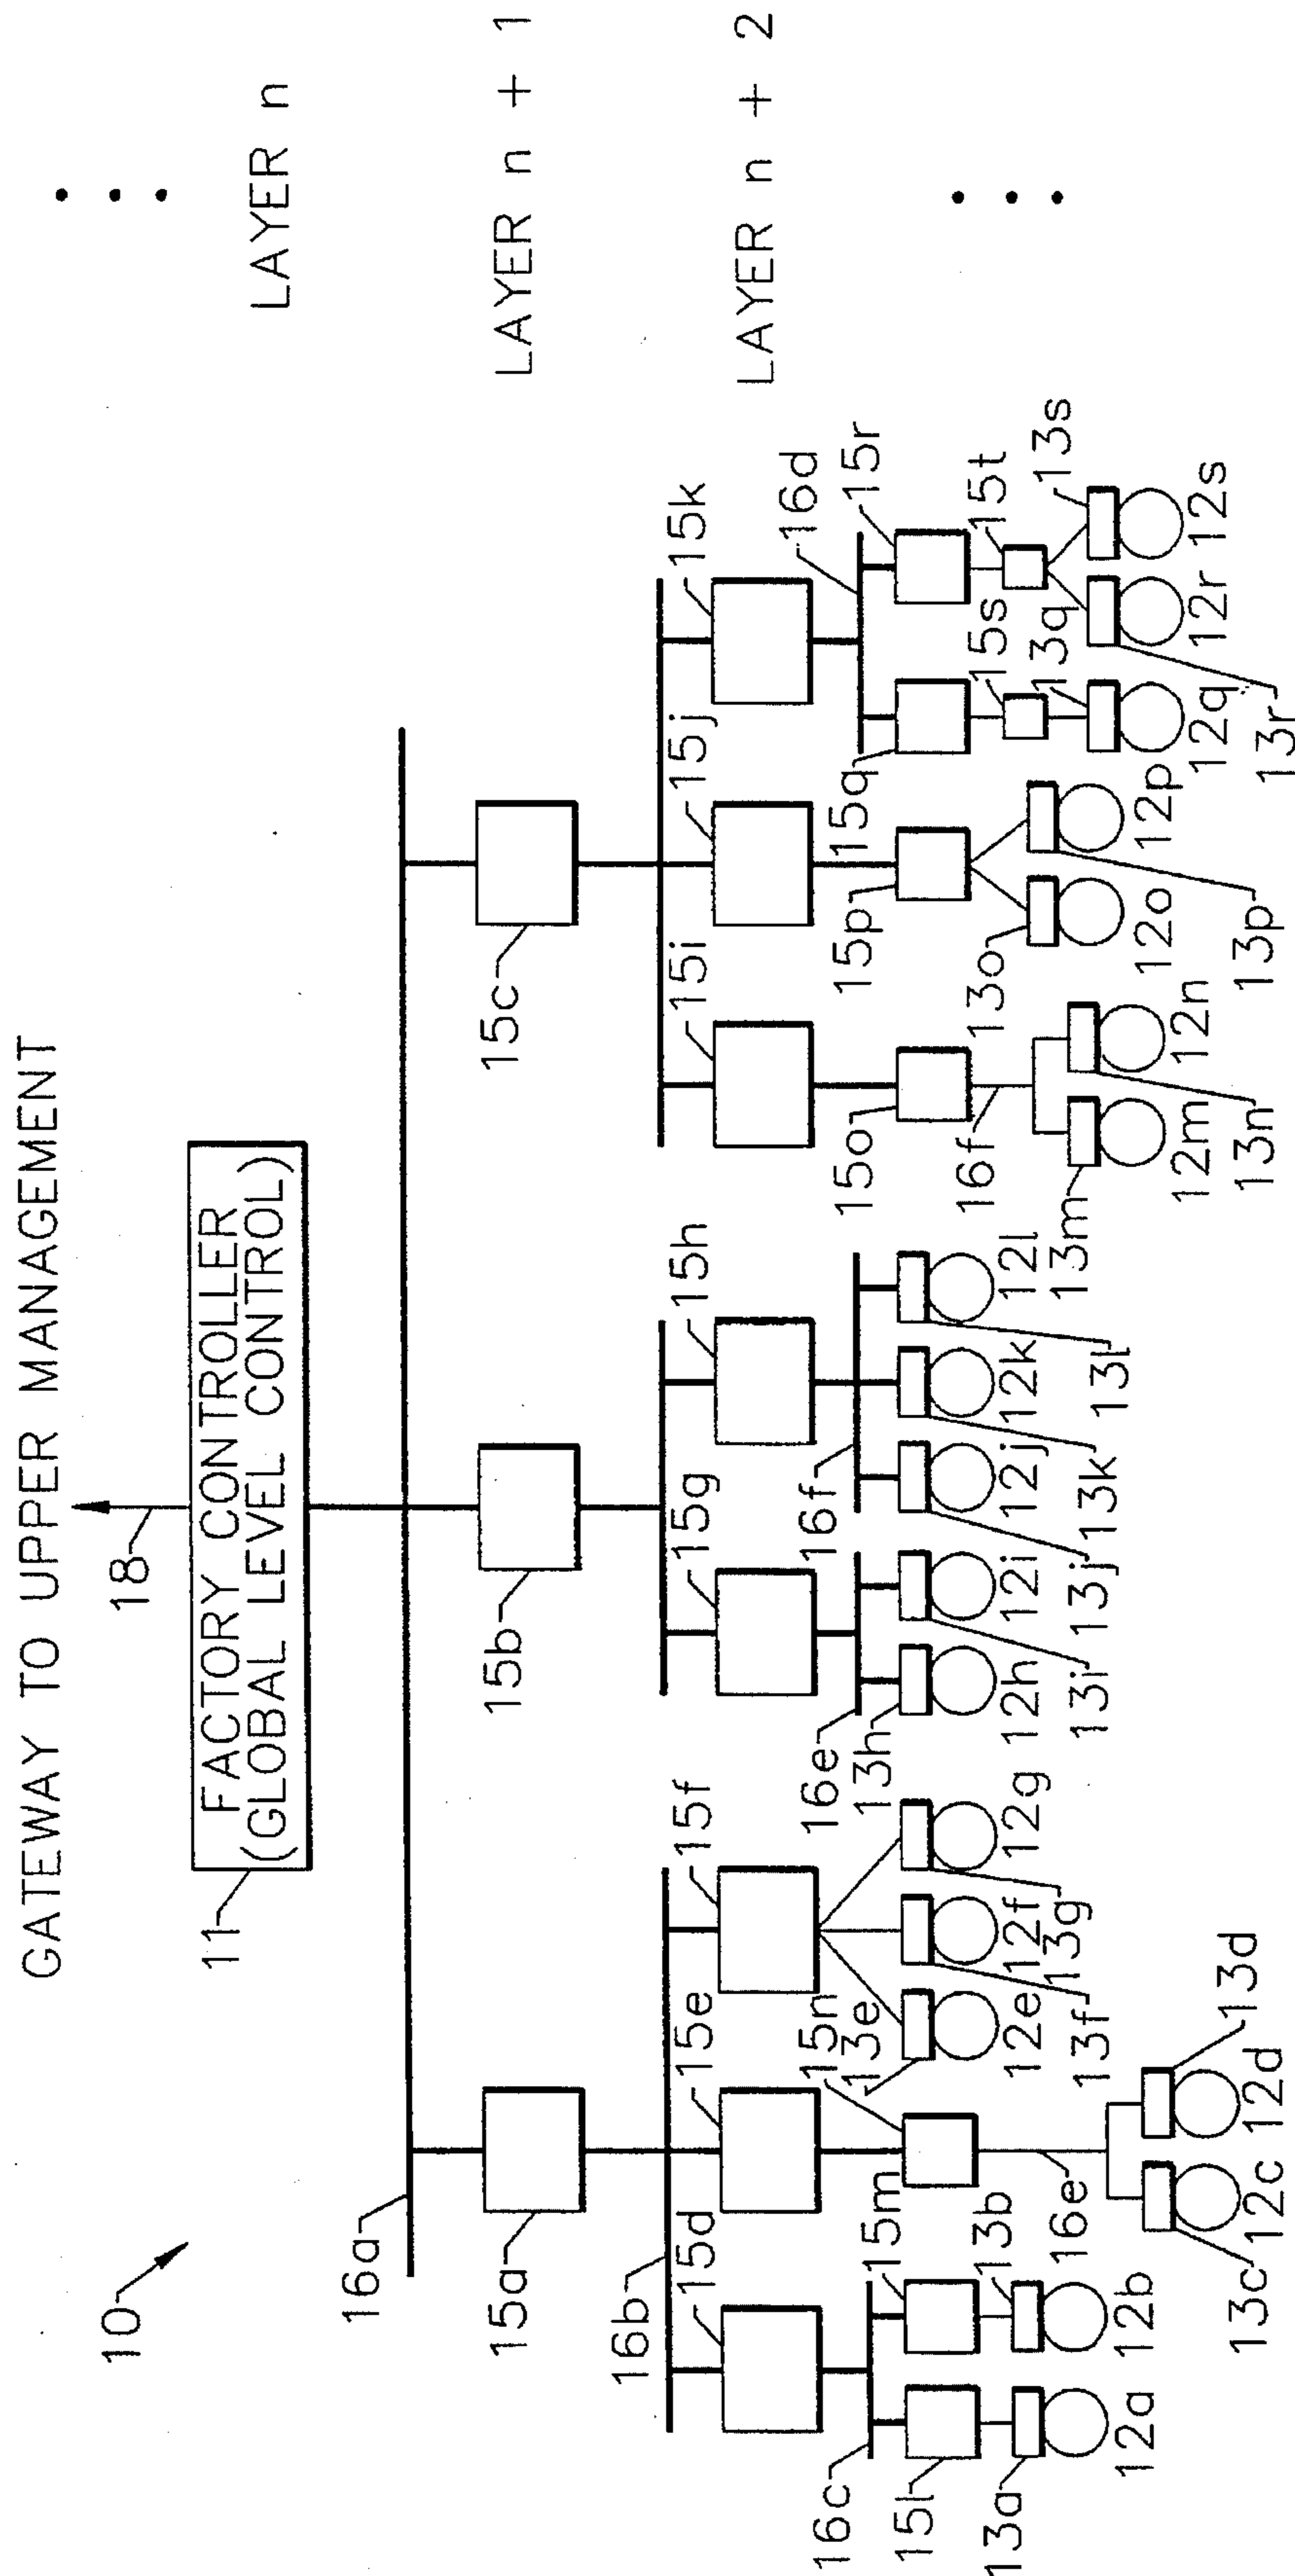 GATEWAY TO UPPER MANAGEMENT
10
18
11
FACTORY CONTROLLER
(GLOBAL LEVEL CONTROL)
LAYER n
16a
15a
15b
15c
LAYER n + 1
16b
15d
15e
15f
15g
15h
15i
15j
15k
LAYER n + 2
16c
15l
15m
15n
13e
16e
13h
16f
15o
15p
15q
16d
15r
13a
13b
16e
12e
12f
12g
12h
12i
12j
12k
12l
16f
13o
15s
13q
15t
13s
12a
12b
13f
13g
13i
13j
13k
13l
13m
12m
12n
12o
12p
12q
12r
12s
13c
12c
12d
13d
13n
13p
13r